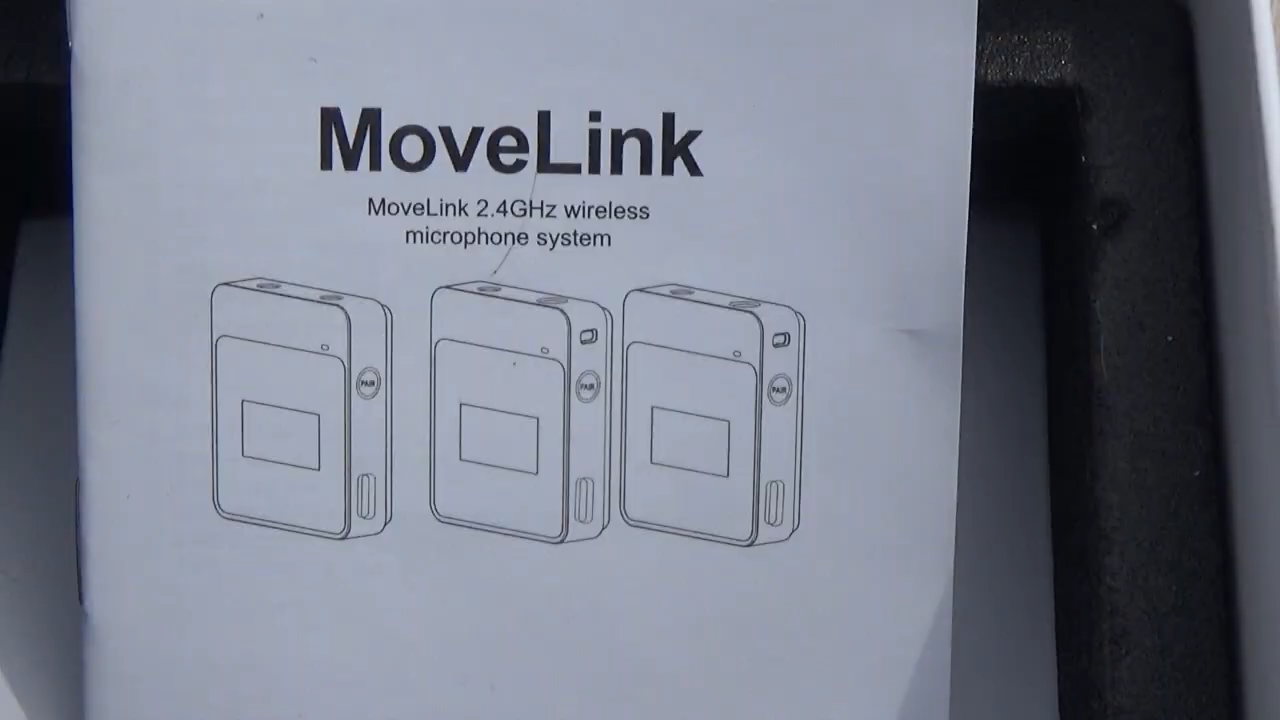 MoveLink
MoveLink 2.4GHz wireless
microphone system
PAIR
PAIR
PAIR